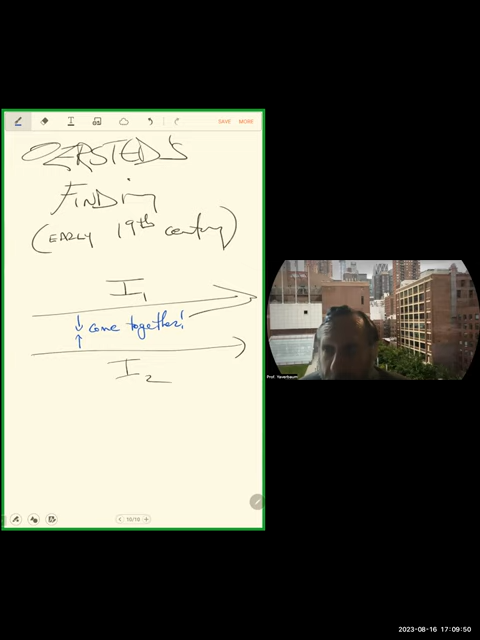 T
SAVE
MORE
OERSTED'S
FINDING
(EARLY 19th century)
I1
come together!
I2
10/10
Prof. Yaverbaum
2023-08-16 17:09:50